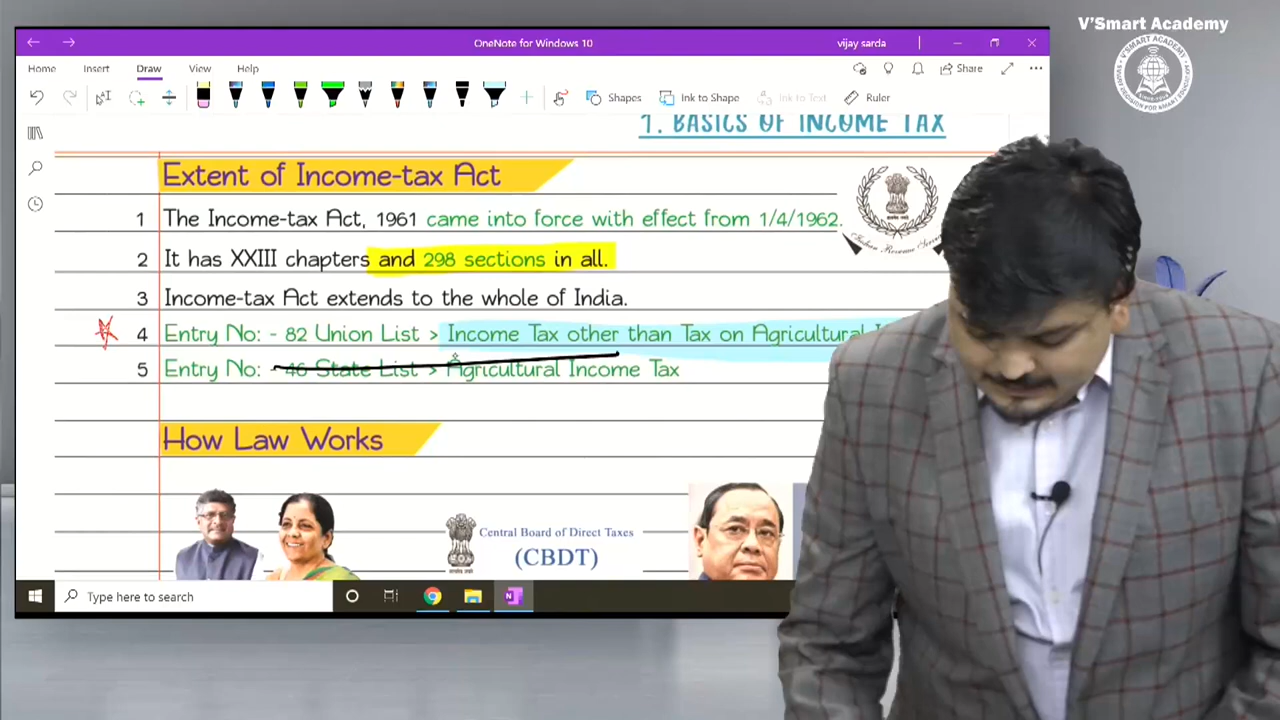 V'Smart Academy
OneNote for Windows 10
vijay sarda
Home
Insert
Draw
View
Help
Share
Shapes
Ink to Shape
Ink to Text
Ruler
1. BASICS OF INCOME TAX
Extent of Income-tax Act
1 The Income-tax Act, 1961 came into force with effect from 1/4/1962.
Indian Revenue
2 It has XXIII chapters and 298 sections in all.
3 Income-tax Act extends to the whole of India.
4 Entry No: - 82 Union List > Income Tax other than Tax on Agricultural
5 Entry No: - 46 State List > Agricultural Income Tax
How Law Works
Central Board of Direct Taxes
(CBDT)
Type here to search